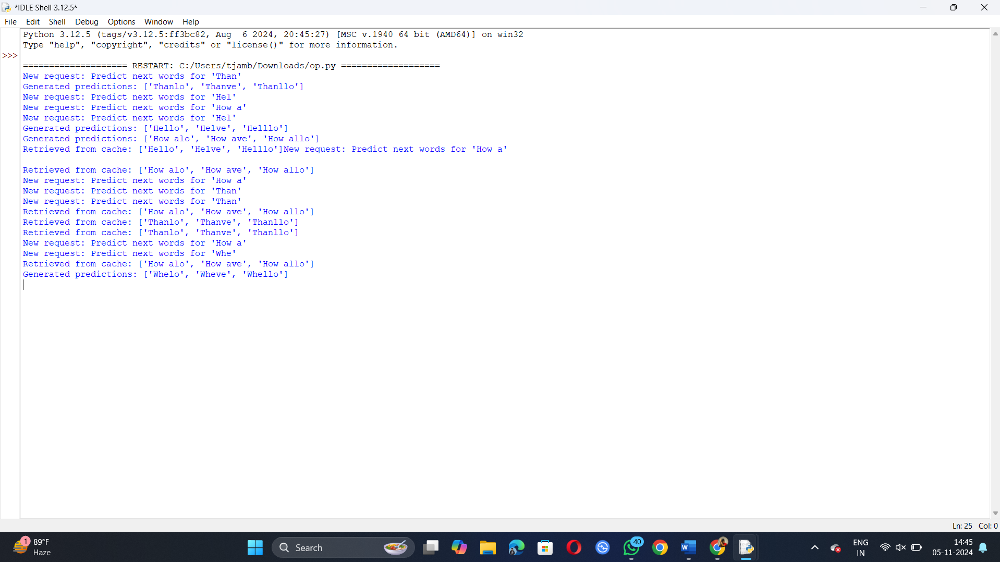 *IDLE Shell 3.12.5*
File Edit Shell Debug Options Window Help
Python 3.12.5 (tags/v3.12.5:ff3bc82, Aug  6 2024, 20:45:27) [MSC v.1940 64 bit (AMD64)] on win32
Type "help", "copyright", "credits" or "license()" for more information.
>>>
==================== RESTART: C:/Users/tjamb/Downloads/op.py ===================
New request: Predict next words for 'Than'
Generated predictions: ['Thanlo', 'Thanve', 'Thanllo']
New request: Predict next words for 'Hel'
New request: Predict next words for 'How a'
New request: Predict next words for 'Hel'
Generated predictions: ['Hello', 'Helve', 'Helllo']
Generated predictions: ['How alo', 'How ave', 'How allo']
Retrieved from cache: ['Hello', 'Helve', 'Helllo']New request: Predict next words for 'How a'
Retrieved from cache: ['How alo', 'How ave', 'How allo']
New request: Predict next words for 'How a'
New request: Predict next words for 'Than'
New request: Predict next words for 'Than'
Retrieved from cache: ['How alo', 'How ave', 'How allo']
Retrieved from cache: ['Thanlo', 'Thanve', 'Thanllo']
Retrieved from cache: ['Thanlo', 'Thanve', 'Thanllo']
New request: Predict next words for 'How a'
New request: Predict next words for 'Whe'
Retrieved from cache: ['How alo', 'How ave', 'How allo']
Generated predictions: ['Whelo', 'Wheve', 'Whello']
Ln: 25 Col: 0
1 89°F
Haze
Search
40
W
ENG
IN
14:45
05-11-2024